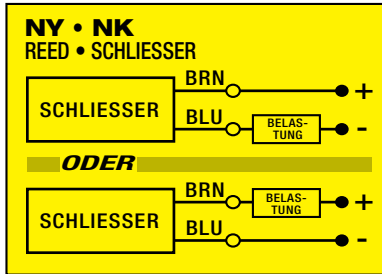 NY • NK
REED • SCHLIESSER
BRN
+
SCHLIESSER
BLU
BELAS-
TUNG
-
ODER
BRN
BELAS-
TUNG
+
SCHLIESSER
BLU
-